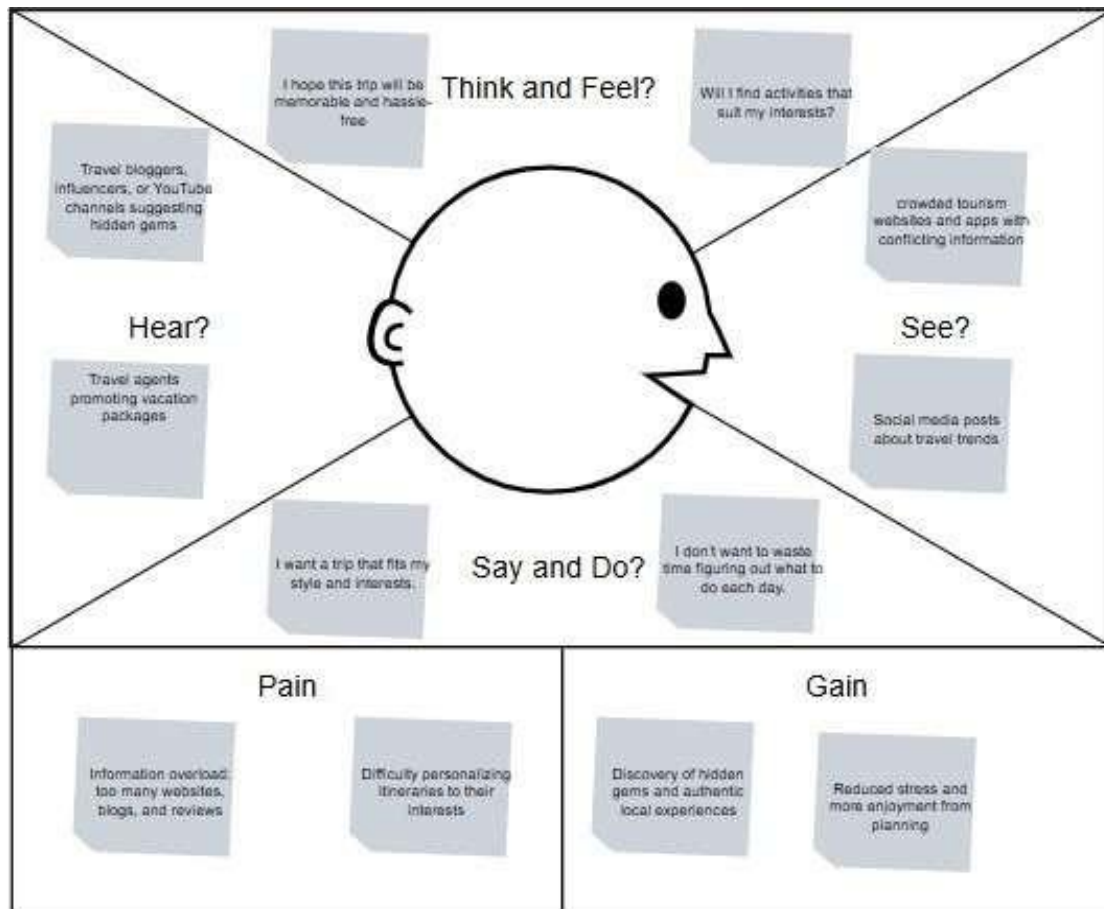 Think and Feel?
I hope this trip will be
memorable and hassle-
free
Will I find activities that
suit my interests?
Hear?
Travel bloggers,
influencers, or YouTube
channels suggesting
hidden gems
Travel agents
promoting vacation
packages
See?
crowded tourism
websites and apps with
conflicting information
Social media posts
about travel trends
Say and Do?
I want a trip that fits my
style and interests.
I don't want to waste
time figuring out what to
do each day.
Pain
Information overload:
too many websites,
blogs, and reviews
Difficulty personalizing
itineraries to their
interests
Gain
Discovery of hidden
gems and authentic
local experiences
Reduced stress and
more enjoyment from
planning